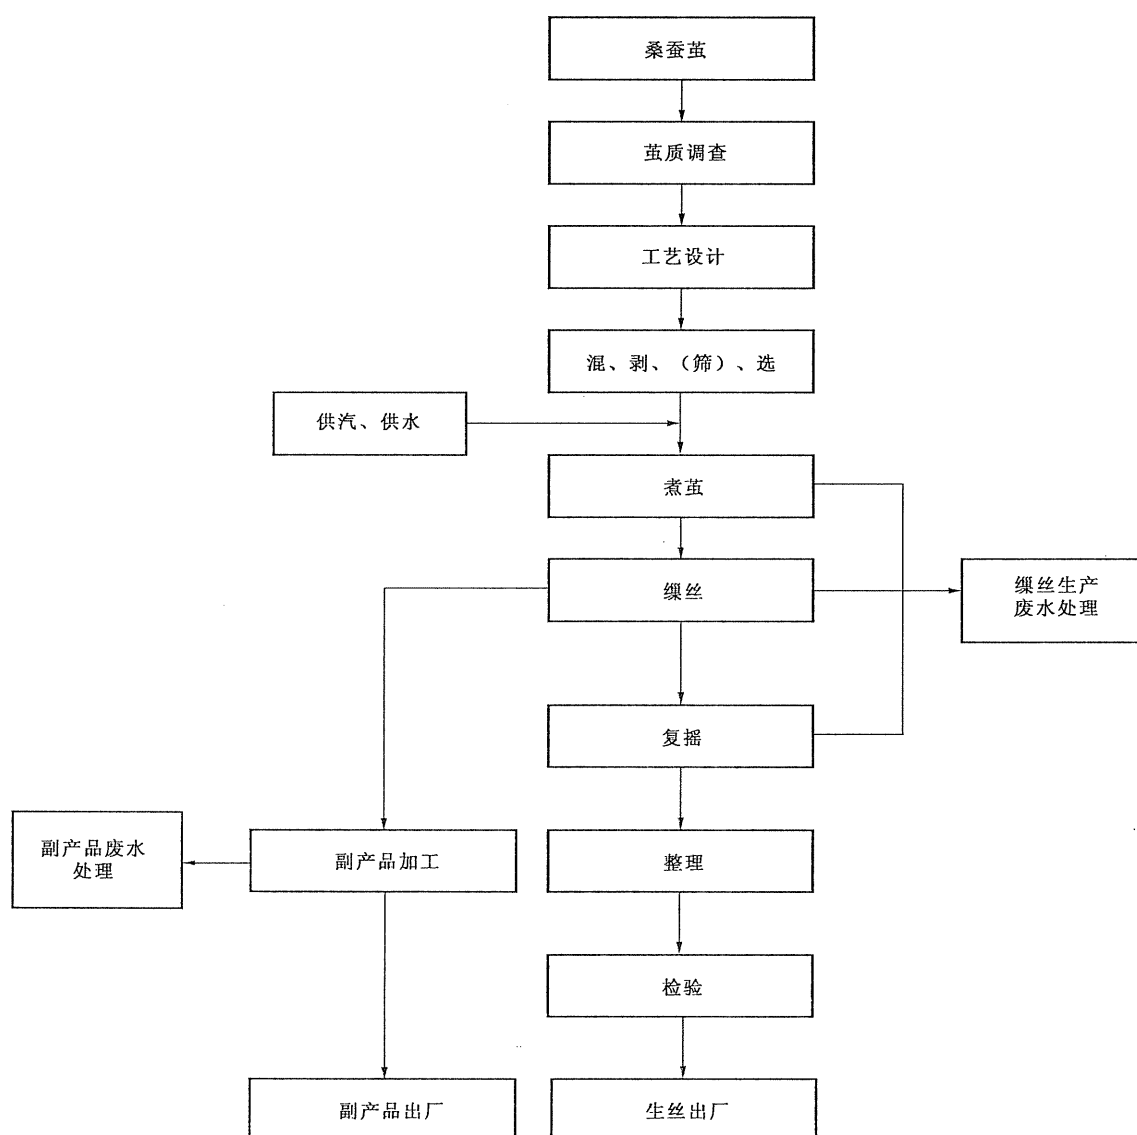 桑蚕茧
茧质调查
工艺设计
混、剥、（筛）、选
供汽、供水
煮茧
缫丝
缫丝生产
废水处理
复摇
副产品废水
处理
副产品加工
整理
检验
副产品出厂
生丝出厂